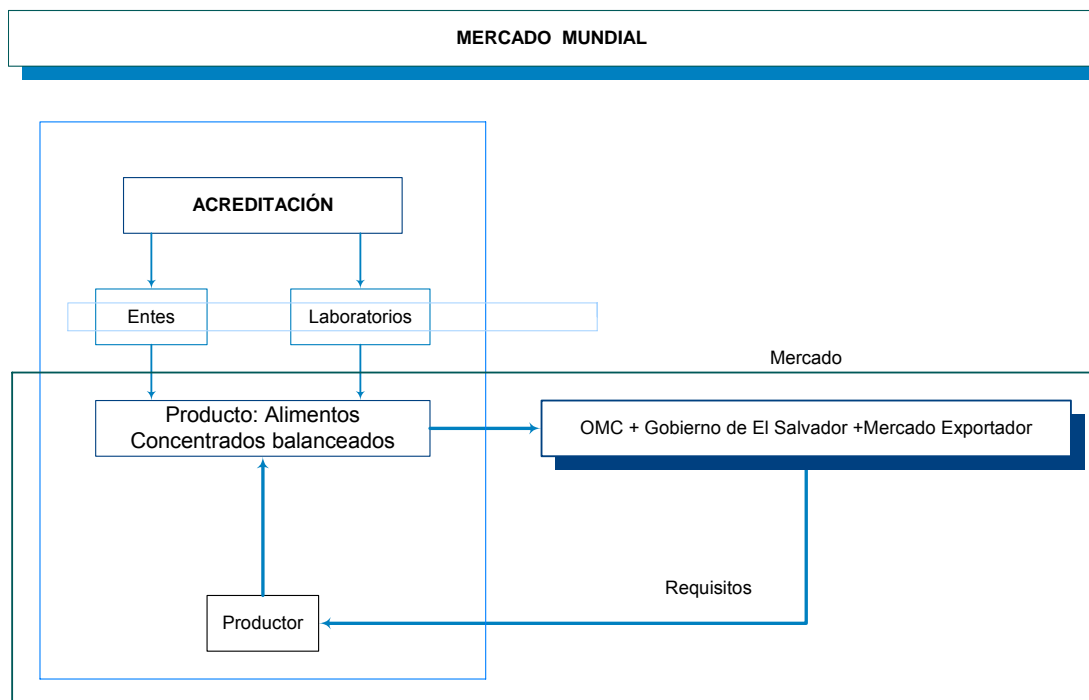 MERCADO MUNDIAL
ACREDITACIÓN
Entes
Laboratorios
Mercado
Producto: Alimentos
Concentrados balanceados
OMC + Gobierno de El Salvador +Mercado Exportador
Requisitos
Productor